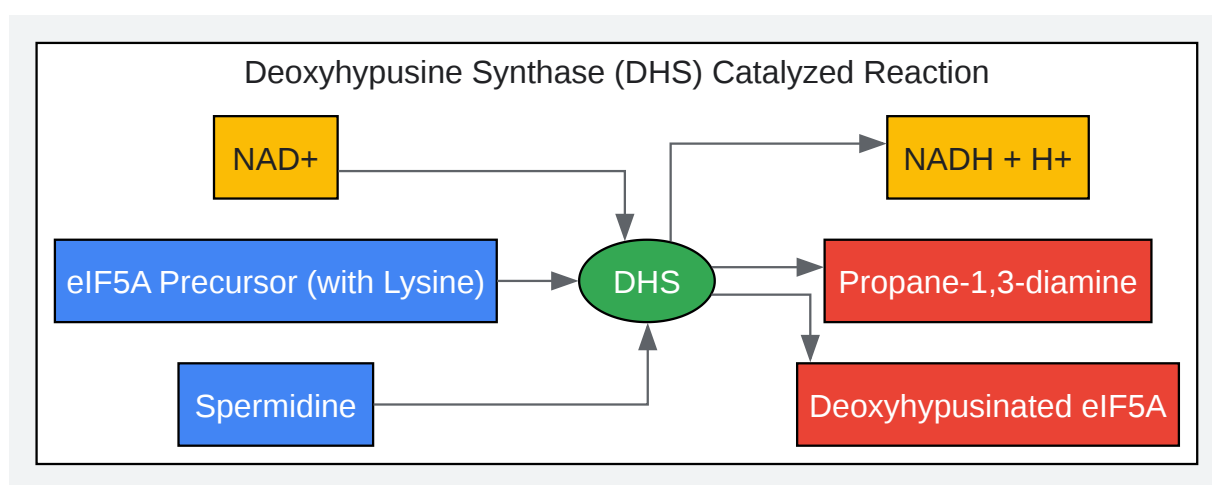 Deoxyhypusine Synthase (DHS) Catalyzed Reaction
NAD+
NADH + H+
eIF5A Precursor (with Lysine)
DHS
Propane-1,3-diamine
Spermidine
Deoxyhypusinated eIF5A